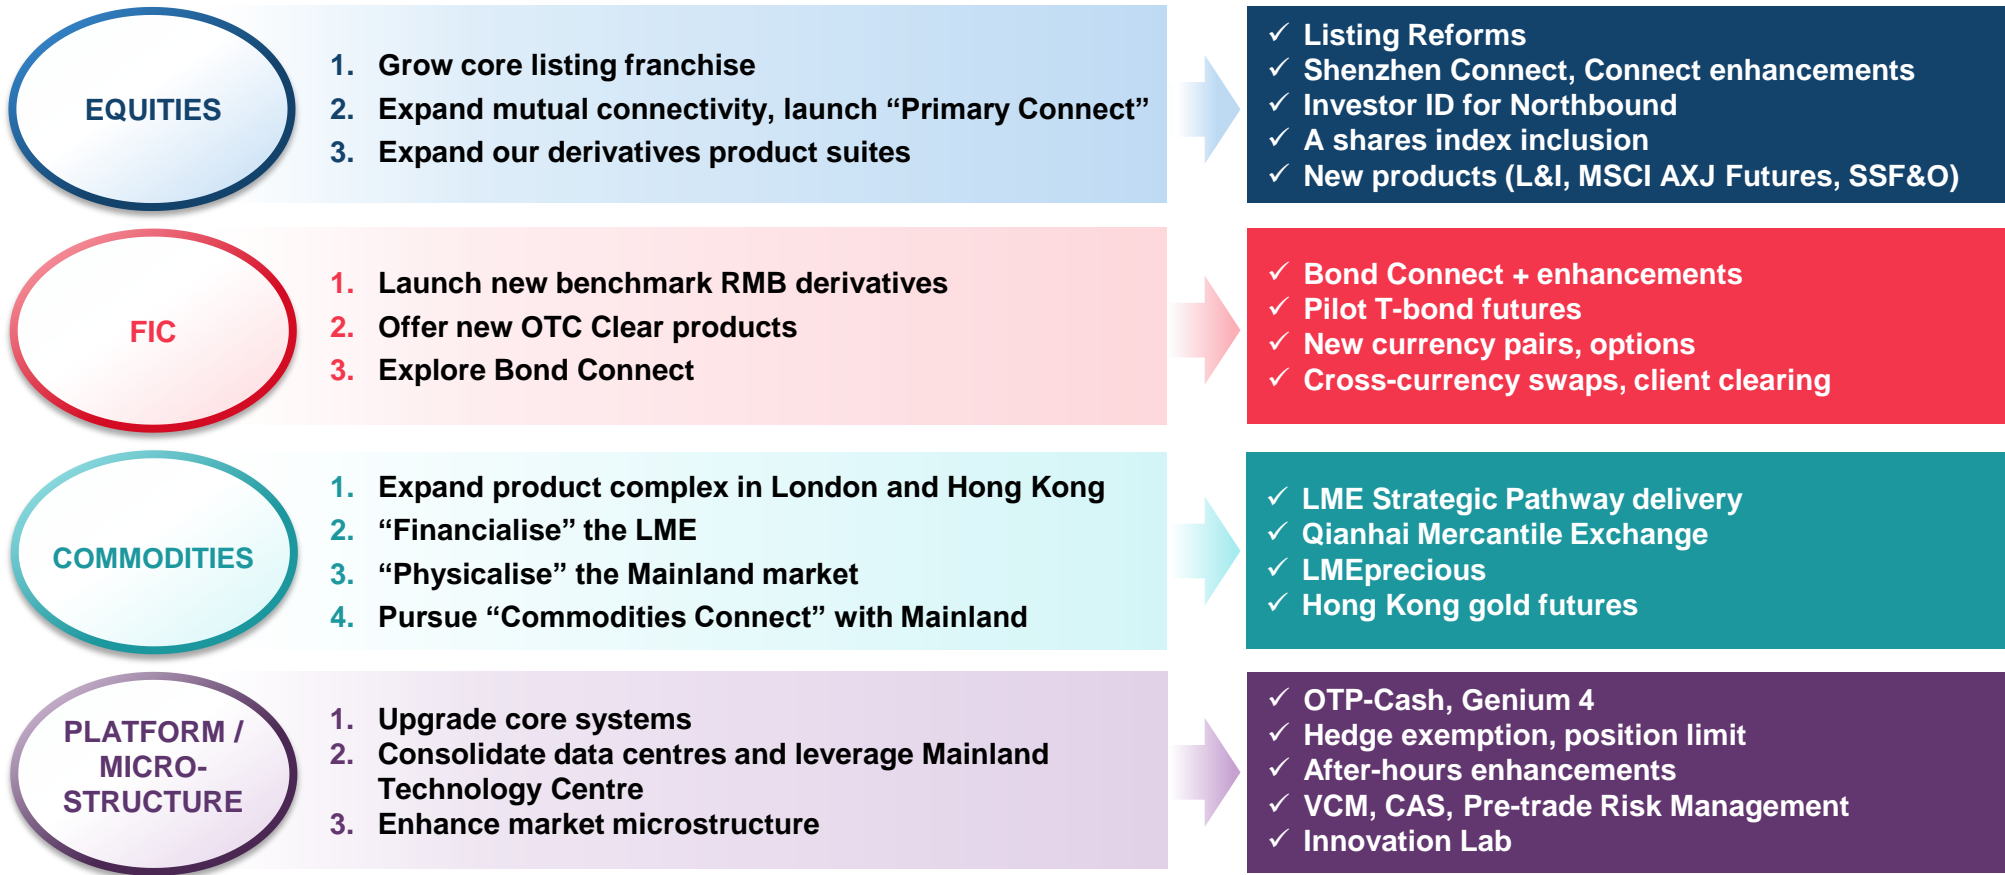 EQUITIES
1. Grow core listing franchise
2. Expand mutual connectivity, launch “Primary Connect”
3. Expand our derivatives product suites
✓ Listing Reforms
✓ Shenzhen Connect, Connect enhancements
✓ Investor ID for Northbound
✓ A shares index inclusion
✓ New products (L&I, MSCI AXJ Futures, SSF&O)
FIC
1. Launch new benchmark RMB derivatives
2. Offer new OTC Clear products
3. Explore Bond Connect
✓ Bond Connect + enhancements
✓ Pilot T-bond futures
✓ New currency pairs, options
✓ Cross-currency swaps, client clearing
COMMODITIES
1. Expand product complex in London and Hong Kong
2. “Financialise” the LME
3. “Physicalise” the Mainland market
4. Pursue “Commodities Connect” with Mainland
✓ LME Strategic Pathway delivery
✓ Qianhai Mercantile Exchange
✓ LMEprecious
✓ Hong Kong gold futures
PLATFORM /
MICRO-
STRUCTURE
1. Upgrade core systems
2. Consolidate data centres and leverage Mainland
Technology Centre
3. Enhance market microstructure
✓ OTP-Cash, Genium 4
✓ Hedge exemption, position limit
✓ After-hours enhancements
✓ VCM, CAS, Pre-trade Risk Management
✓ Innovation Lab